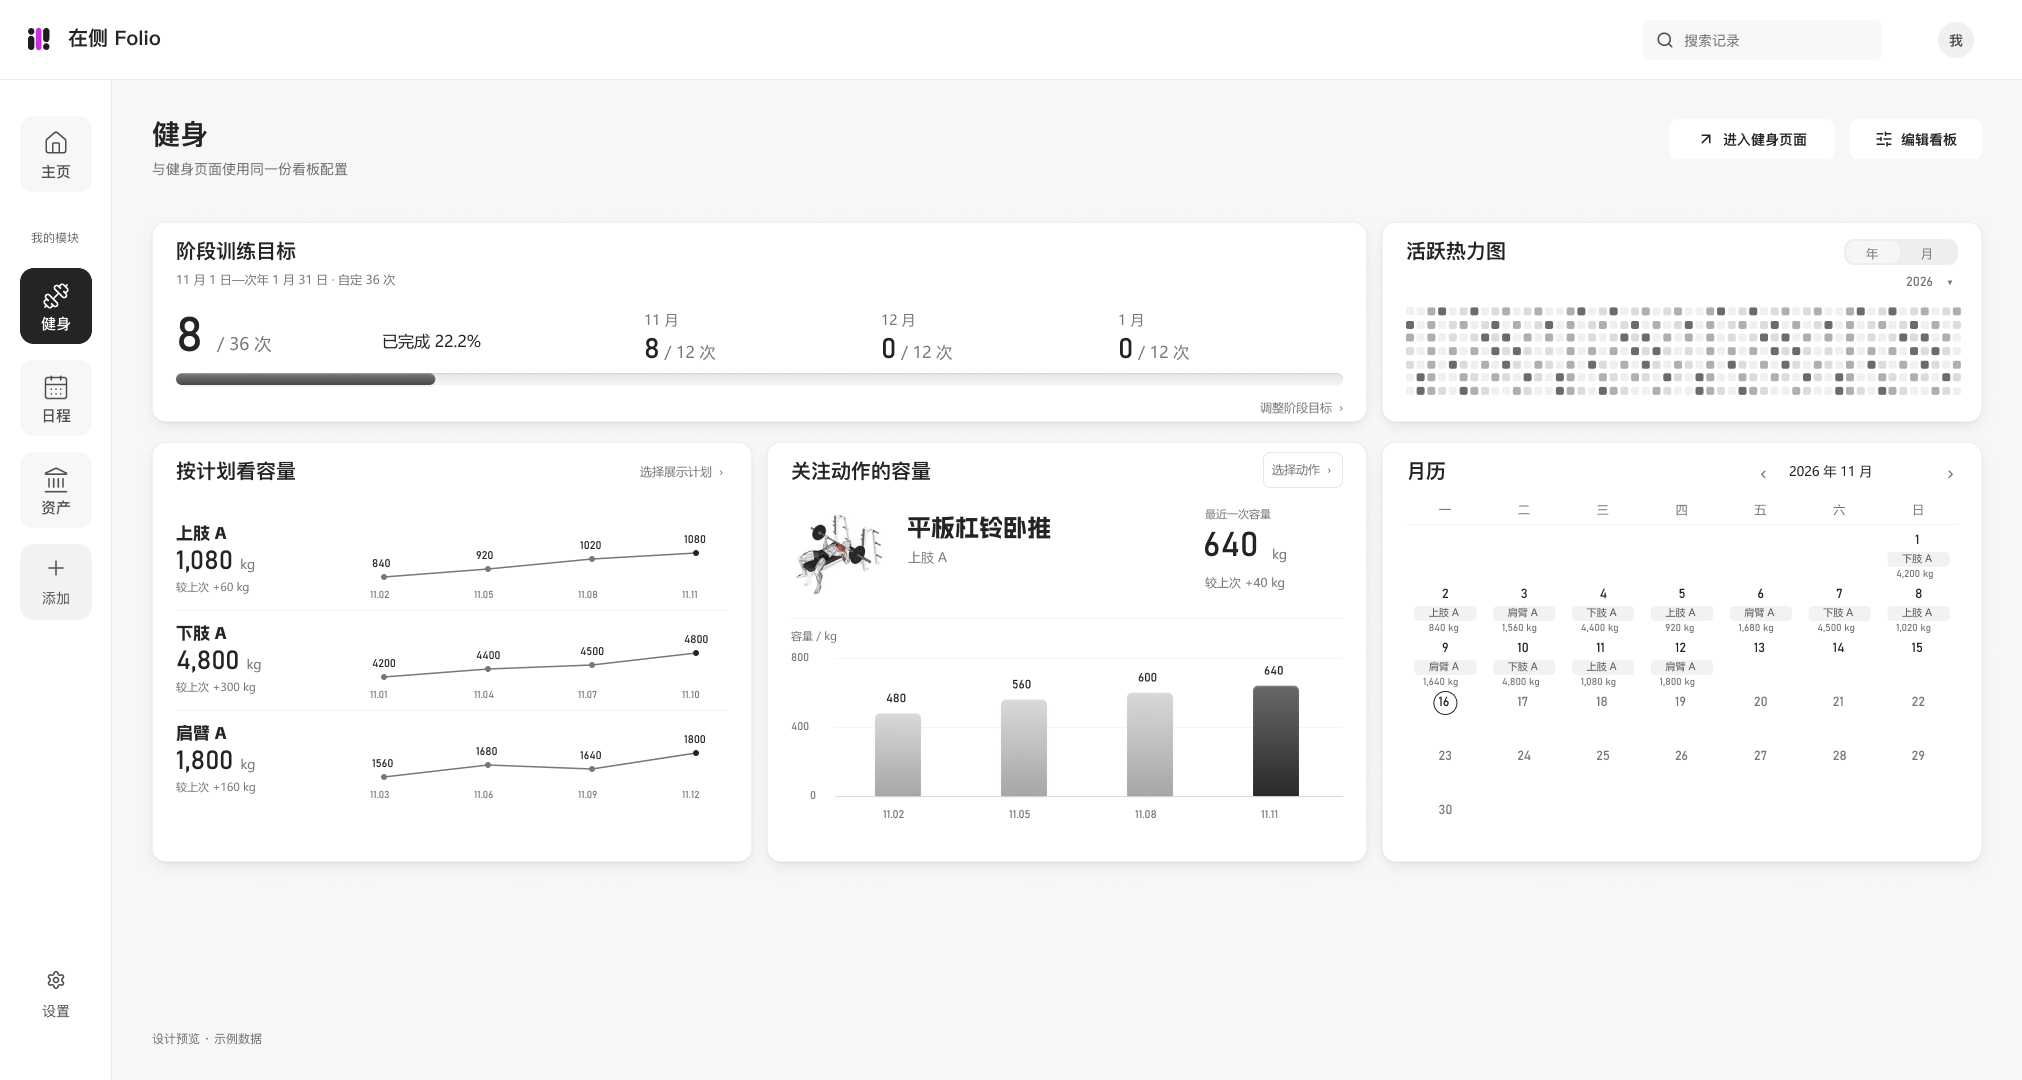 在侧 Folio
搜索记录
我
主页
我的模块
健身
日程
资产
添加
设置
健身
与健身页面使用同一份看板配置
进入健身页面
编辑看板
阶段训练目标
11 月 1 日—次年 1 月 31 日 · 自定 36 次
8 / 36 次
已完成 22.2%
11 月
8 / 12 次
12 月
0 / 12 次
1 月
0 / 12 次
调整阶段目标 ›
活跃热力图
年 月
2026 ▾
按计划看容量
选择展示计划 ›
上肢 A
1,080 kg
较上次 +60 kg
840 920 1020 1080
11.02 11.05 11.08 11.11
下肢 A
4,800 kg
较上次 +300 kg
4200 4400 4500 4800
11.01 11.04 11.07 11.10
肩臂 A
1,800 kg
较上次 +160 kg
1560 1680 1640 1800
11.03 11.06 11.09 11.12
关注动作的容量
选择动作 ›
平板杠铃卧推
上肢 A
最近一次容量
640 kg
较上次 +40 kg
容量 / kg
800
400
0
480 560 600 640
11.02 11.05 11.08 11.11
月历
‹ 2026 年 11 月 ›
一 二 三 四 五 六 日
1
下肢 A
4,200 kg
2 3 4 5 6 7 8
上肢 A 肩臂 A 下肢 A 上肢 A 肩臂 A 下肢 A 上肢 A
840 kg 1,560 kg 4,400 kg 920 kg 1,680 kg 4,500 kg 1,020 kg
9 10 11 12 13 14 15
肩臂 A 下肢 A 上肢 A 肩臂 A
1,640 kg 4,800 kg 1,080 kg 1,800 kg
16 17 18 19 20 21 22
23 24 25 26 27 28 29
30
设计预览 · 示例数据